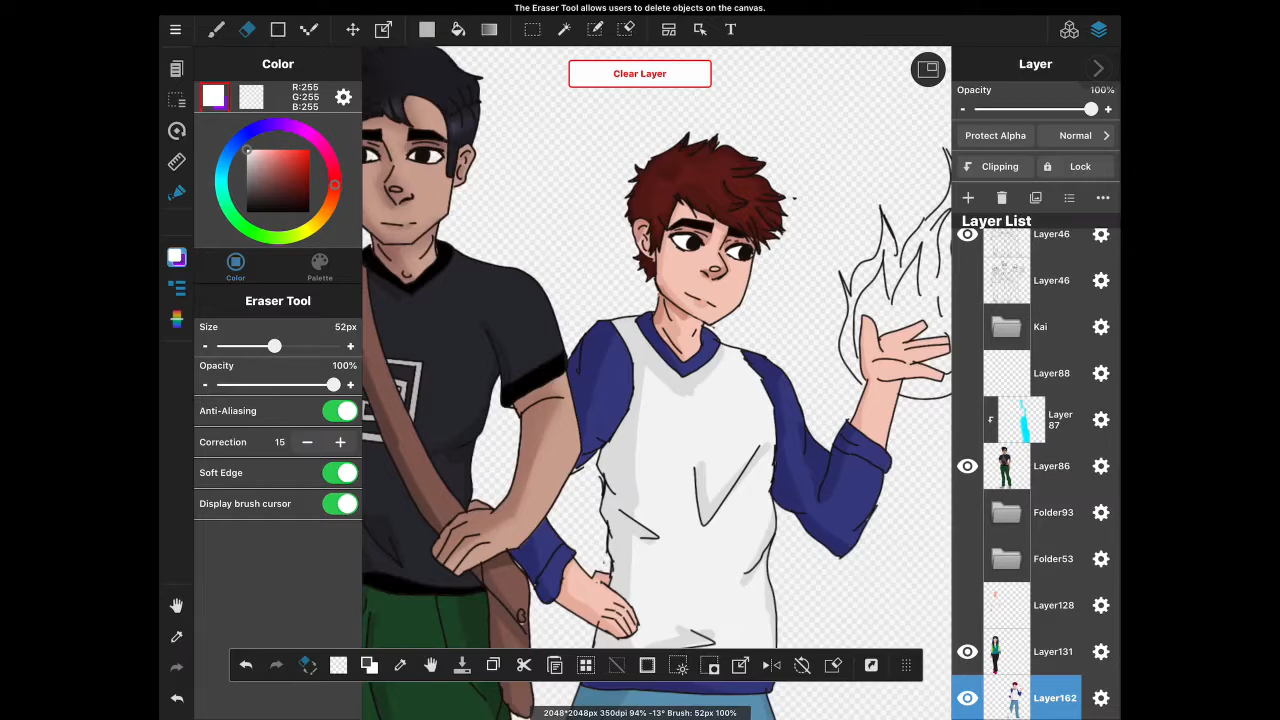 The Eraser Tool allows users to delete objects on the canvas.
Color
R:255
G:255
B:255
Color
Palette
Eraser Tool
Size 52px
Opacity 100%
Anti-Aliasing
Correction 15
Soft Edge
Display brush cursor
Clear Layer
Layer
Opacity 100%
Protect Alpha Normal
Clipping Lock
Layer List
Layer46
Layer46
Kai
Layer88
Layer
87
Layer86
Folder93
Folder53
Layer128
Layer131
Layer162
2048*2048px 350dpi 94% -13° Brush: 52px 100%